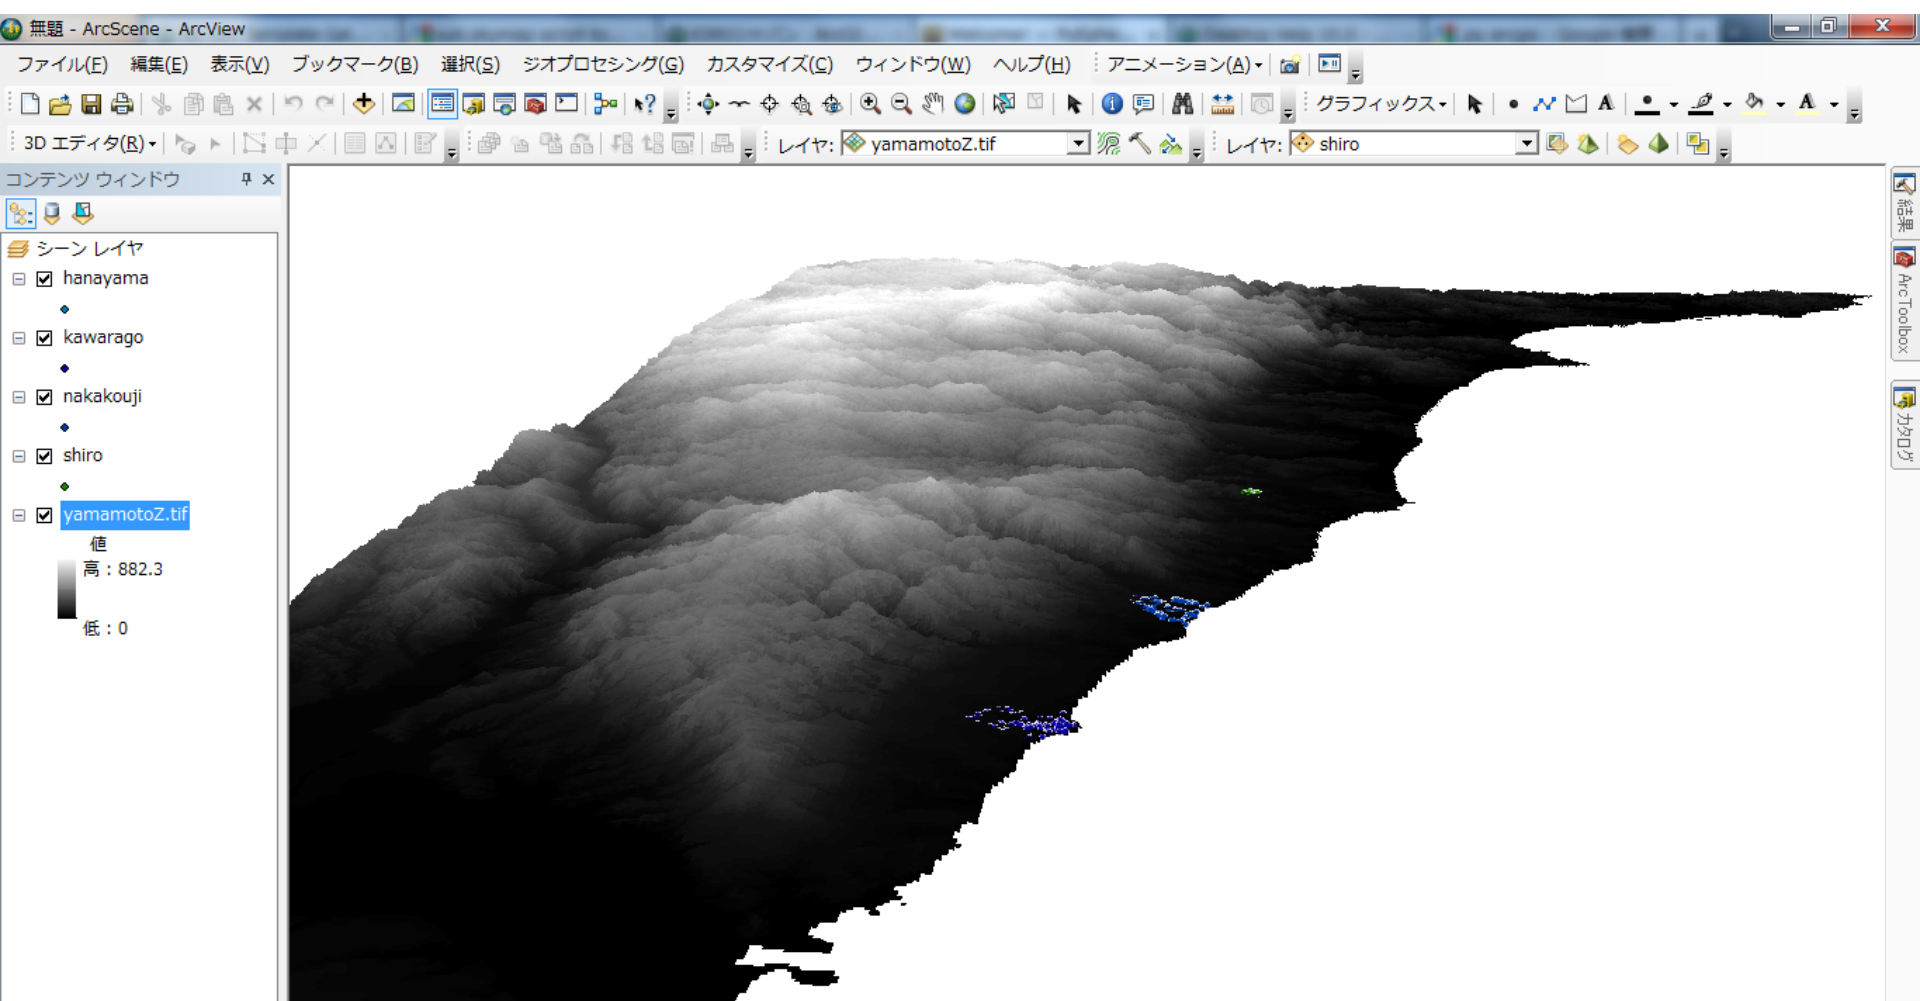 無題 - ArcScene - ArcView
ファイル(F) 編集(E) 表示(V) ブックマーク(B) 選択(S) ジオプロセシング(G) カスタマイズ(C) ウィンドウ(W) ヘルプ(H) アニメーション(A)
グラフィックス
3D エディタ(R) レイヤ: yamamotoZ.tif レイヤ: shiro
コンテンツ ウィンドウ
シーン レイヤ
hanayama
kawarago
nakakouji
shiro
yamamotoZ.tif
値
高 : 882.3
低 : 0
結果
ArcToolbox
カタログ